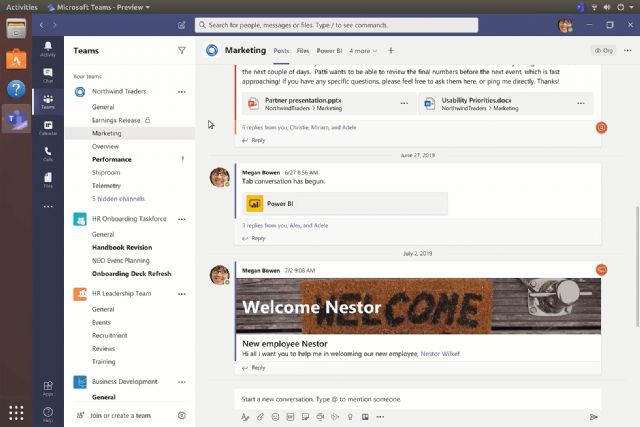 Activities
Microsoft Teams - Preview
Search for people, messages or files. Type / to see commands.
Activity
Chat
Teams
Calendar
Calls
Files
Apps
Help
Teams
Your teams
Northwind Traders
General
Earnings Release
Marketing
Overview
Performance
Shiproom
Telemetry
5 hidden channels
HR Onboarding Taskforce
General
Handbook Revision
NEO Event Planning
Onboarding Deck Refresh
HR Leadership Team
General
Events
Recruitment
Reviews
Training
Business Development
General
Join or create a team
Marketing
Posts
Files
Power BI
4 more
Org
the next couple of days. Patti wants to be able to review the final numbers before the next event, which is fast
approaching! If you have any specific questions, please feel free to ask them here, or ping me directly. Thanks!
Partner presentation.pptx
NorthwindTraders > Marketing
Usability Priorities.docx
NorthwindTraders > Marketing
6 replies from you, Christie, Miriam, and Adele
Reply
June 27, 2019
Megan Bowen 6/27 8:56 AM
Tab conversation has begun.
Power BI
3 replies from you, Alex, and Adele
Reply
July 2, 2019
Megan Bowen 7/2 9:08 AM
WELCOME
Welcome Nestor
New employee Nestor
Hi all I want you to help me in welcoming our new employee, Nestor Wilke!
Reply
Start a new conversation. Type @ to mention someone.